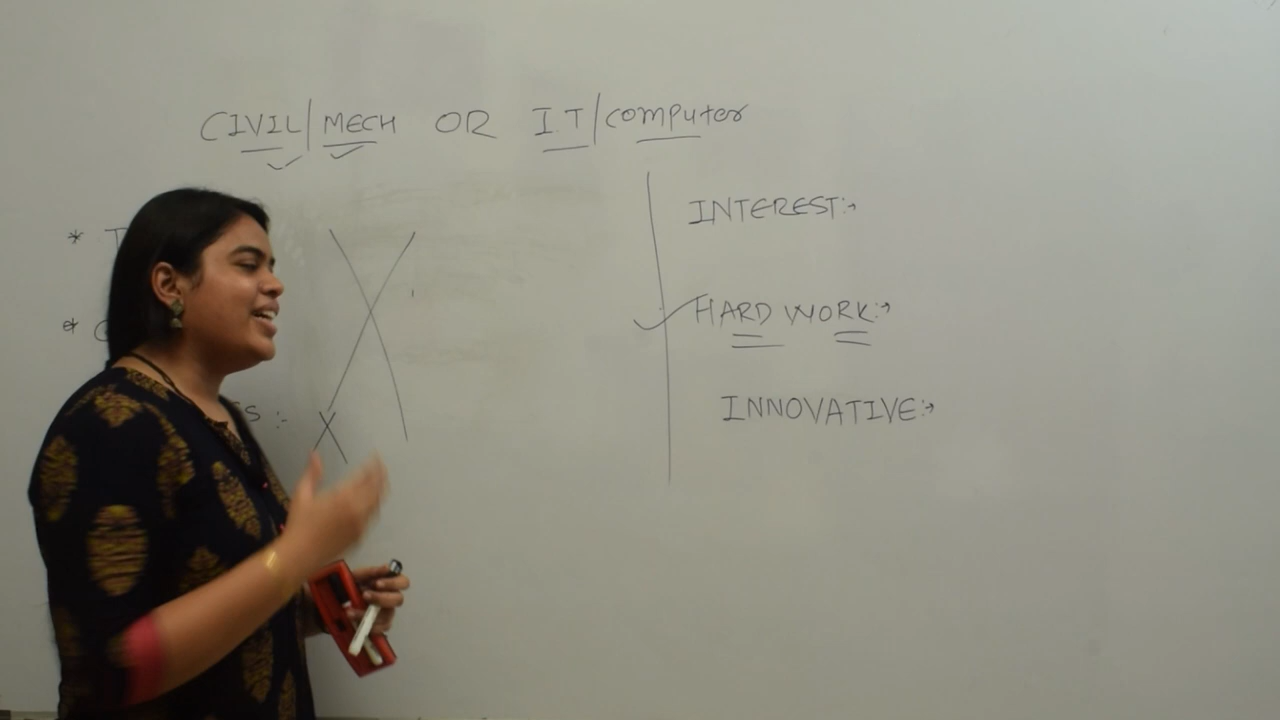 CIVIL/MECH OR I.T/computer
INTEREST:→
HARD WORK:→
INNOVATIVE:→